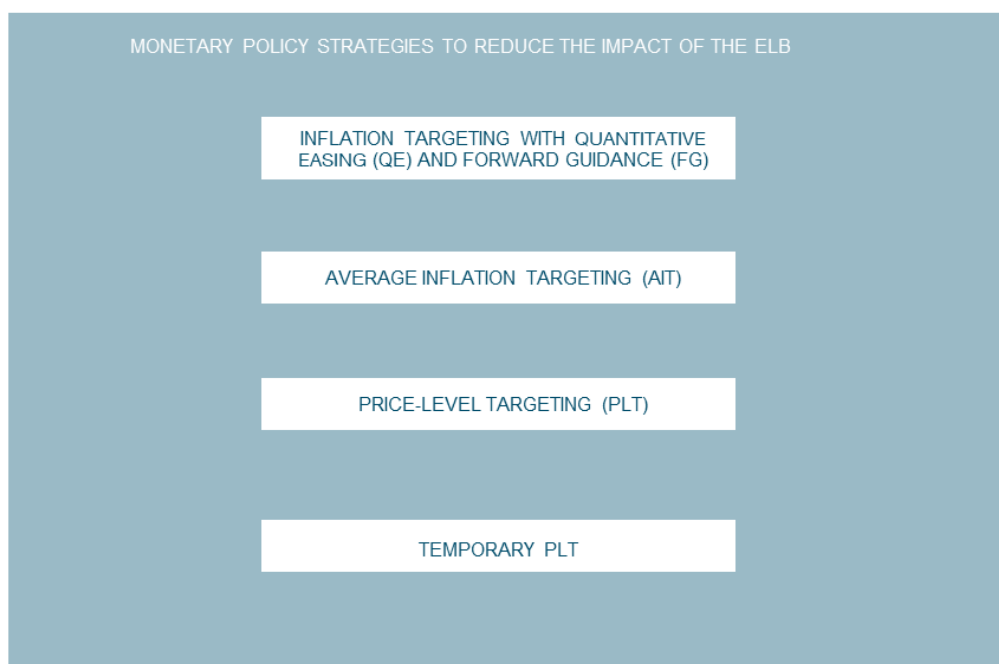 MONETARY POLICY STRATEGIES TO REDUCE THE IMPACT OF THE ELB
INFLATION TARGETING WITH QUANTITATIVE
EASING (QE) AND FORWARD GUIDANCE (FG)
AVERAGE INFLATION TARGETING (AIT)
PRICE-LEVEL TARGETING (PLT)
TEMPORARY PLT